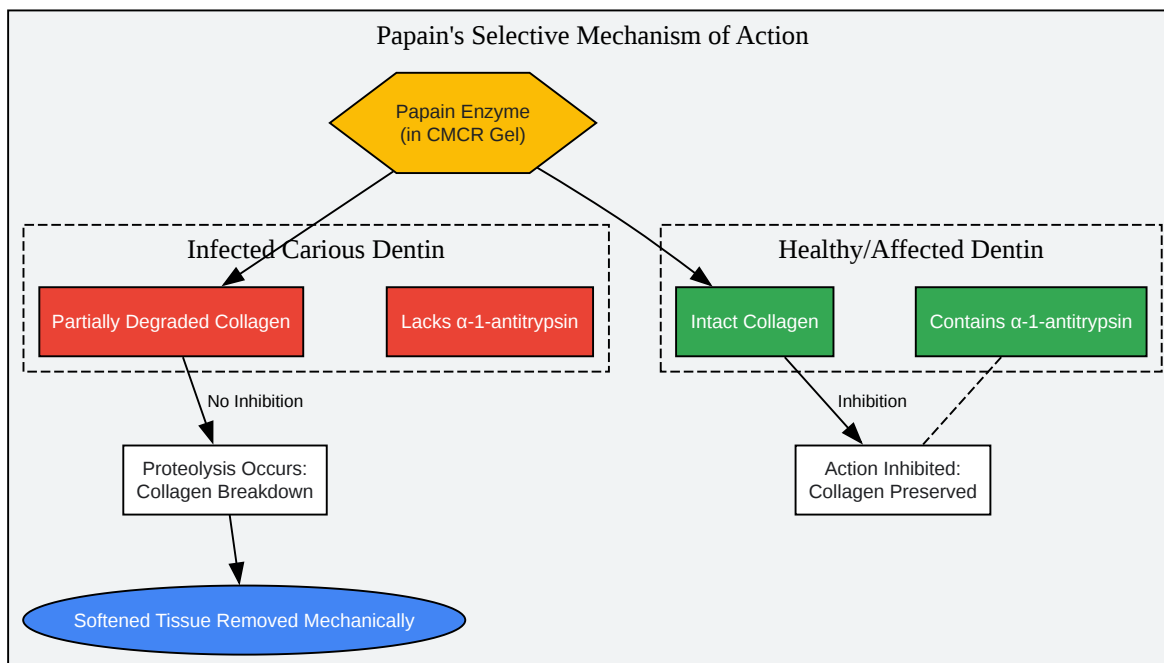 Papain's Selective Mechanism of Action
Papain Enzyme
(in CMCR Gel)
Infected Carious Dentin
Healthy/Affected Dentin
Partially Degraded Collagen
Lacks α-1-antitrypsin
Intact Collagen
Contains α-1-antitrypsin
No Inhibition
Inhibition
Proteolysis Occurs:
Collagen Breakdown
Action Inhibited:
Collagen Preserved
Softened Tissue Removed Mechanically